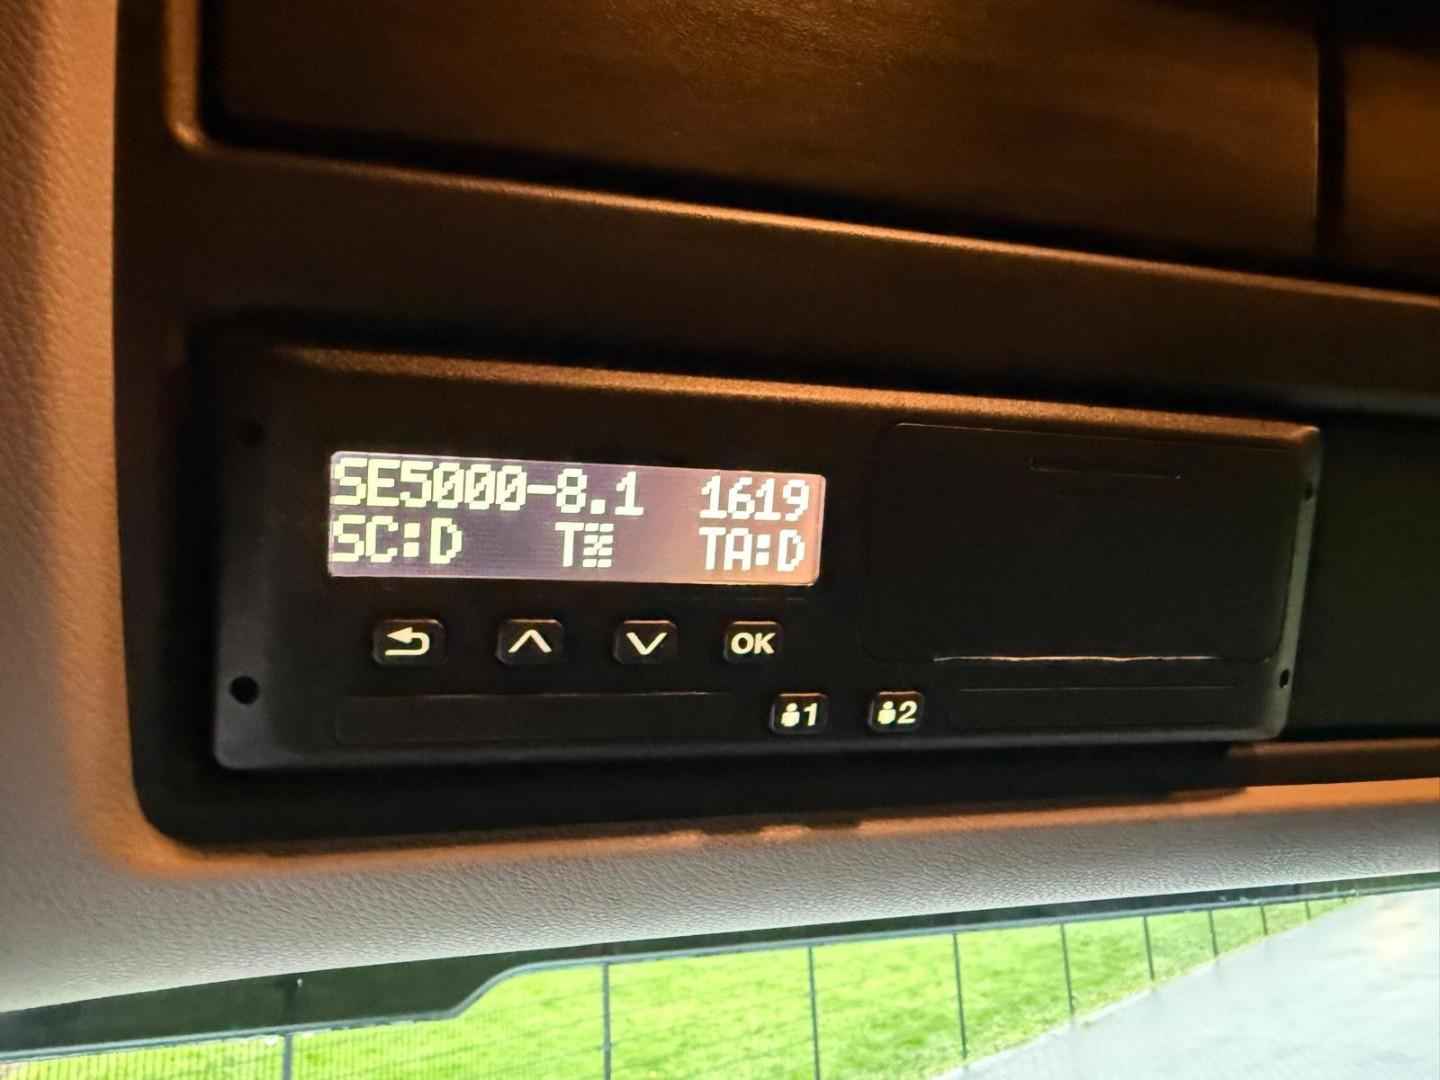 SE5000-8.1 1619
SC:D T TA:D
OK
1 2